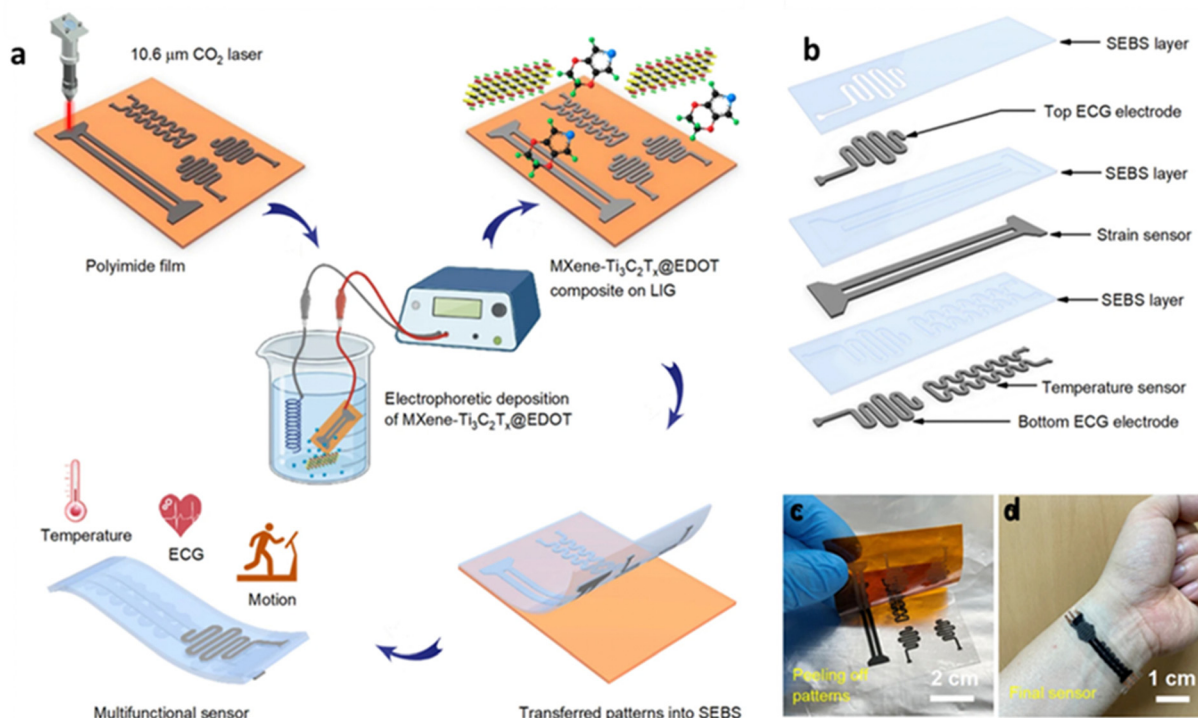 a
10.6 μm CO₂ laser
Polyimide film
MXene-Ti₃C₂Tₓ@EDOT
composite on LIG
Electrophoretic deposition
of MXene-Ti₃C₂Tₓ@EDOT
Temperature
ECG
Motion
Multifunctional sensor
Transferred patterns into SEBS
b
SEBS layer
Top ECG electrode
SEBS layer
Strain sensor
SEBS layer
Temperature sensor
Bottom ECG electrode
c
Peeling off
patterns
2 cm
d
Final sensor
1 cm